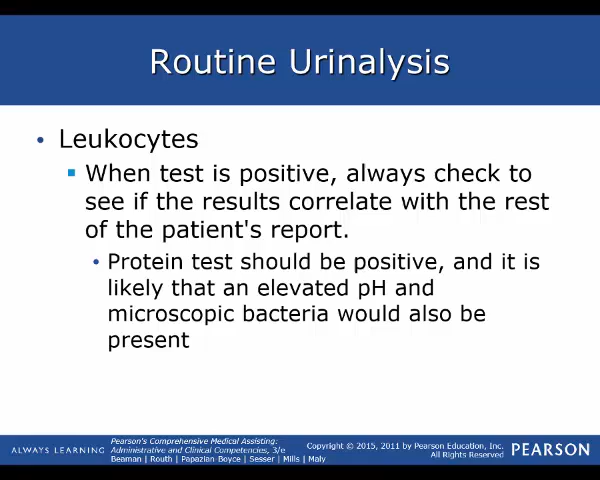 Routine Urinalysis
• Leukocytes
▪ When test is positive, always check to
see if the results correlate with the rest
of the patient's report.
• Protein test should be positive, and it is
likely that an elevated pH and
microscopic bacteria would also be
present
ALWAYS LEARNING
Pearson's Comprehensive Medical Assisting:
Administrative and Clinical Competencies, 3/e
Beaman | Routh | Papazian Boyce | Sesser | Mills | Maly
Copyright © 2015, 2011 by Pearson Education, Inc.
All Rights Reserved
PEARSON